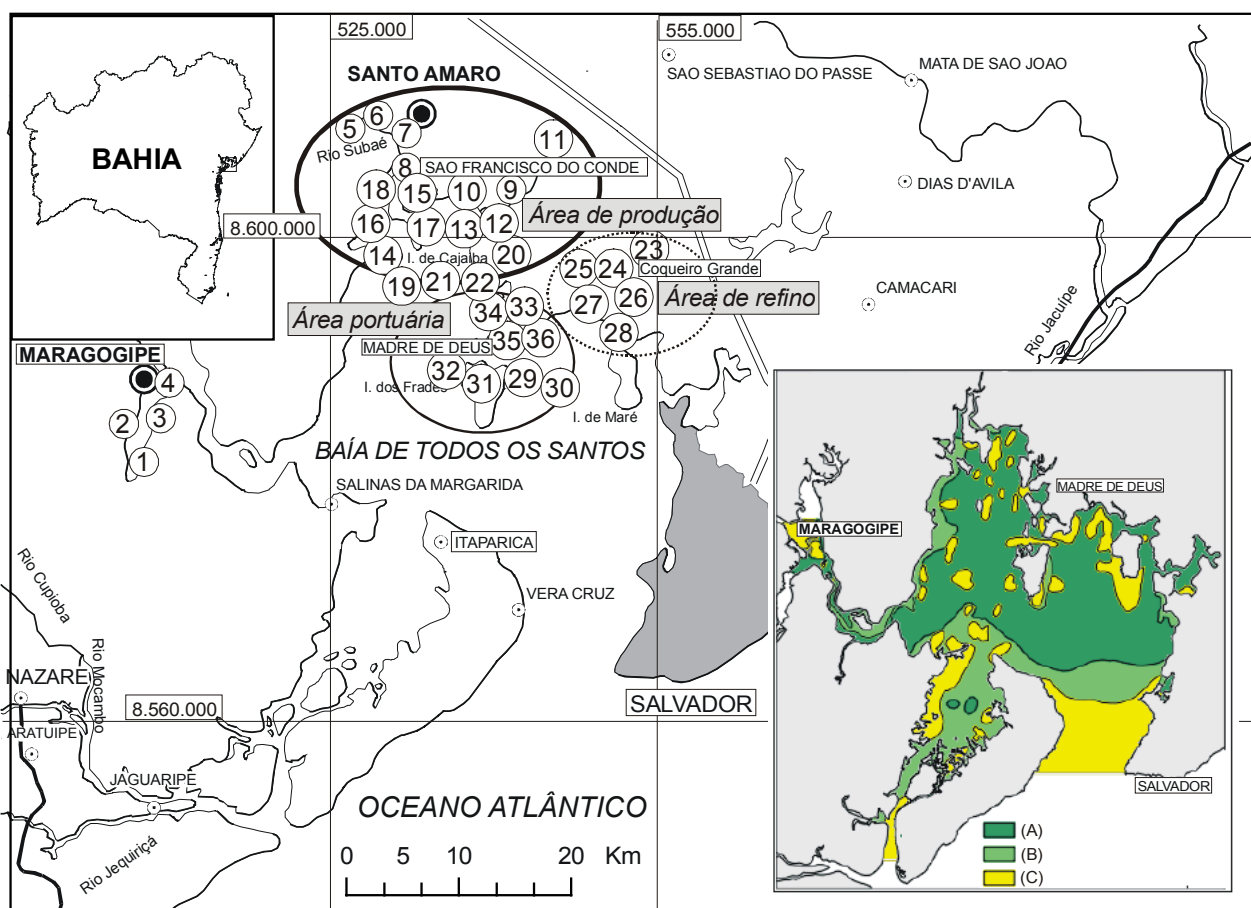 525.000
555.000
BAHIA
SANTO AMARO
SAO SEBASTIAO DO PASSE
MATA DE SAO JOAO
5
6
7
11
Rio Subaé
8
SAO FRANCISCO DO CONDE
DIAS D'AVILA
18
15
10
9
Área de produção
8.600.000
16
17
13
12
14
I. de Cajaíba
20
23
25
24
Coqueiro Grande
19
21
22
27
26
Área de refino
CAMACARI
Rio Jacuípe
Área portuária
34
33
28
MADRE DE DEUS
35
36
MARAGOGIPE
4
I. dos Frades
32
31
29
30
I. de Maré
2
3
1
BAÍA DE TODOS OS SANTOS
SALINAS DA MARGARIDA
ITAPARICA
VERA CRUZ
Rio Cupioba
Rio Mocambo
NAZARE
8.560.000
SALVADOR
ARATUIPE
JAGUARIPE
Rio Jequiriçá
OCEANO ATLÂNTICO
0 5 10 20 Km
MADRE DE DEUS
MARAGOGIPE
SALVADOR
(A)
(B)
(C)